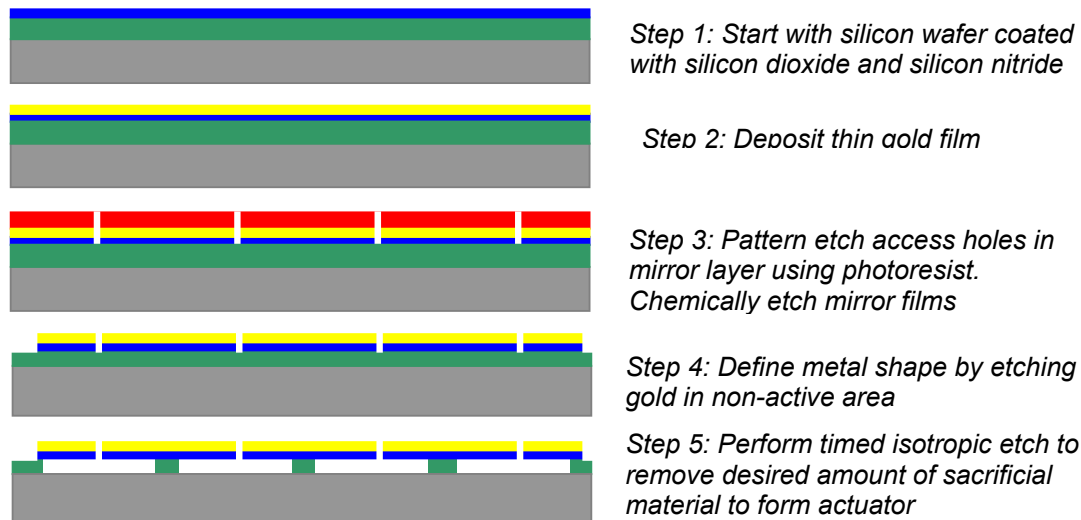 Step 1: Start with silicon wafer coated
with silicon dioxide and silicon nitride
Step 2: Deposit thin gold film
Step 3: Pattern etch access holes in
mirror layer using photoresist.
Chemically etch mirror films
Step 4: Define metal shape by etching
gold in non-active area
Step 5: Perform timed isotropic etch to
remove desired amount of sacrificial
material to form actuator